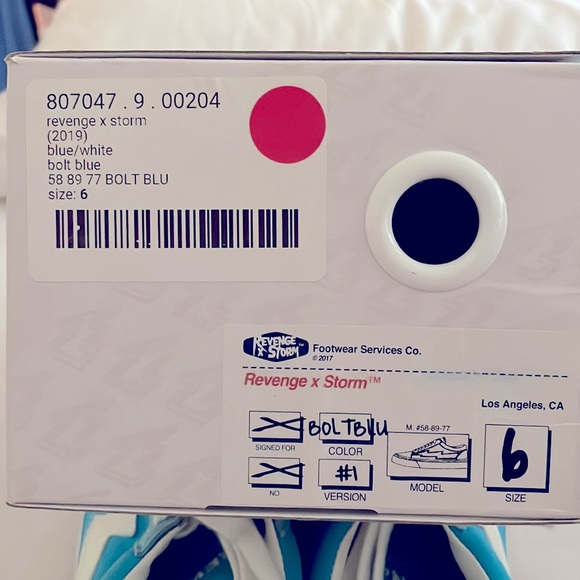 807047 . 9 . 00204
revenge x storm
(2019)
blue/white
bolt blue
58 89 77 BOLT BLU
size: 6
REVENGE X STORM™
Footwear Services Co.
© 2017
Revenge x Storm™
Los Angeles, CA
BOLTBLU
M. #58-89-77
SIGNED FOR
COLOR
#1
6
NO
VERSION
MODEL
SIZE